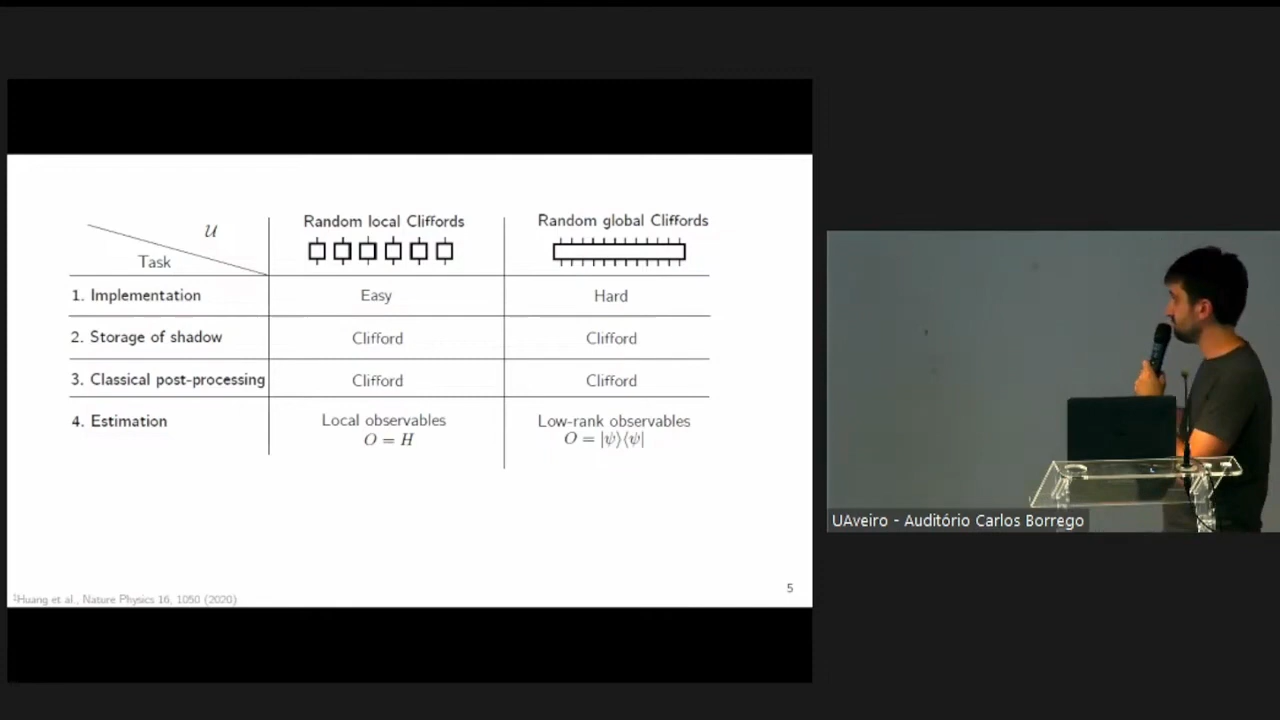 𝒰
Random local Cliffords
Random global Cliffords
Task
1. Implementation
Easy
Hard
2. Storage of shadow
Clifford
Clifford
3. Classical post-processing
Clifford
Clifford
4. Estimation
Local observables
O = H
Low-rank observables
O = |ψ⟩⟨ψ|
5
¹Huang et al., Nature Physics 16, 1050 (2020)
UAveiro - Auditório Carlos Borrego